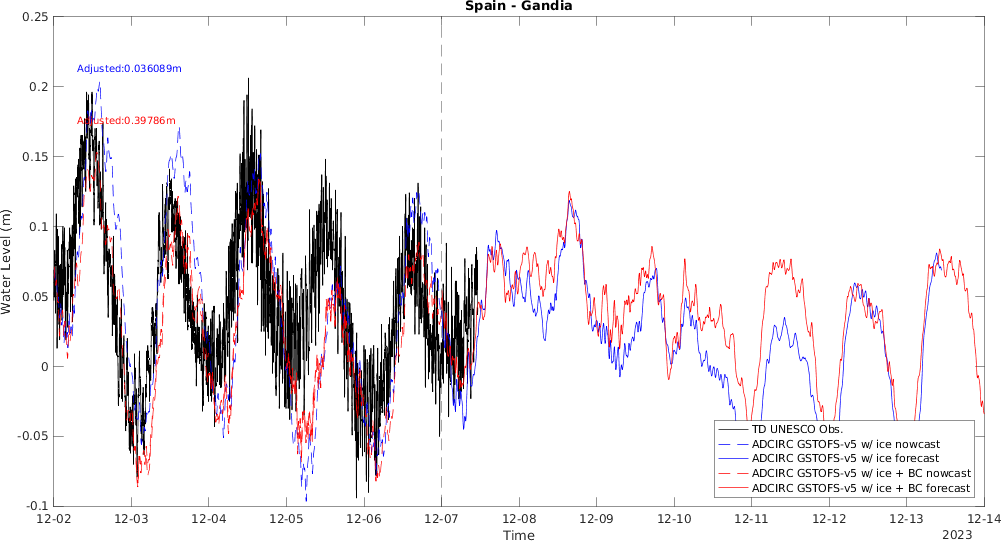 Spain - Gandia
0.25
0.2
0.15
0.1
0.05
0
-0.05
-0.1
Water Level (m)
Adjusted:0.036089m
Adjusted:0.39786m
TD UNESCO Obs.
ADCIRC GSTOFS-v5 w/ ice nowcast
ADCIRC GSTOFS-v5 w/ ice forecast
ADCIRC GSTOFS-v5 w/ ice + BC nowcast
ADCIRC GSTOFS-v5 w/ ice + BC forecast
12-02 12-03 12-04 12-05 12-06 12-07 12-08 12-09 12-10 12-11 12-12 12-13 12-14
Time
2023